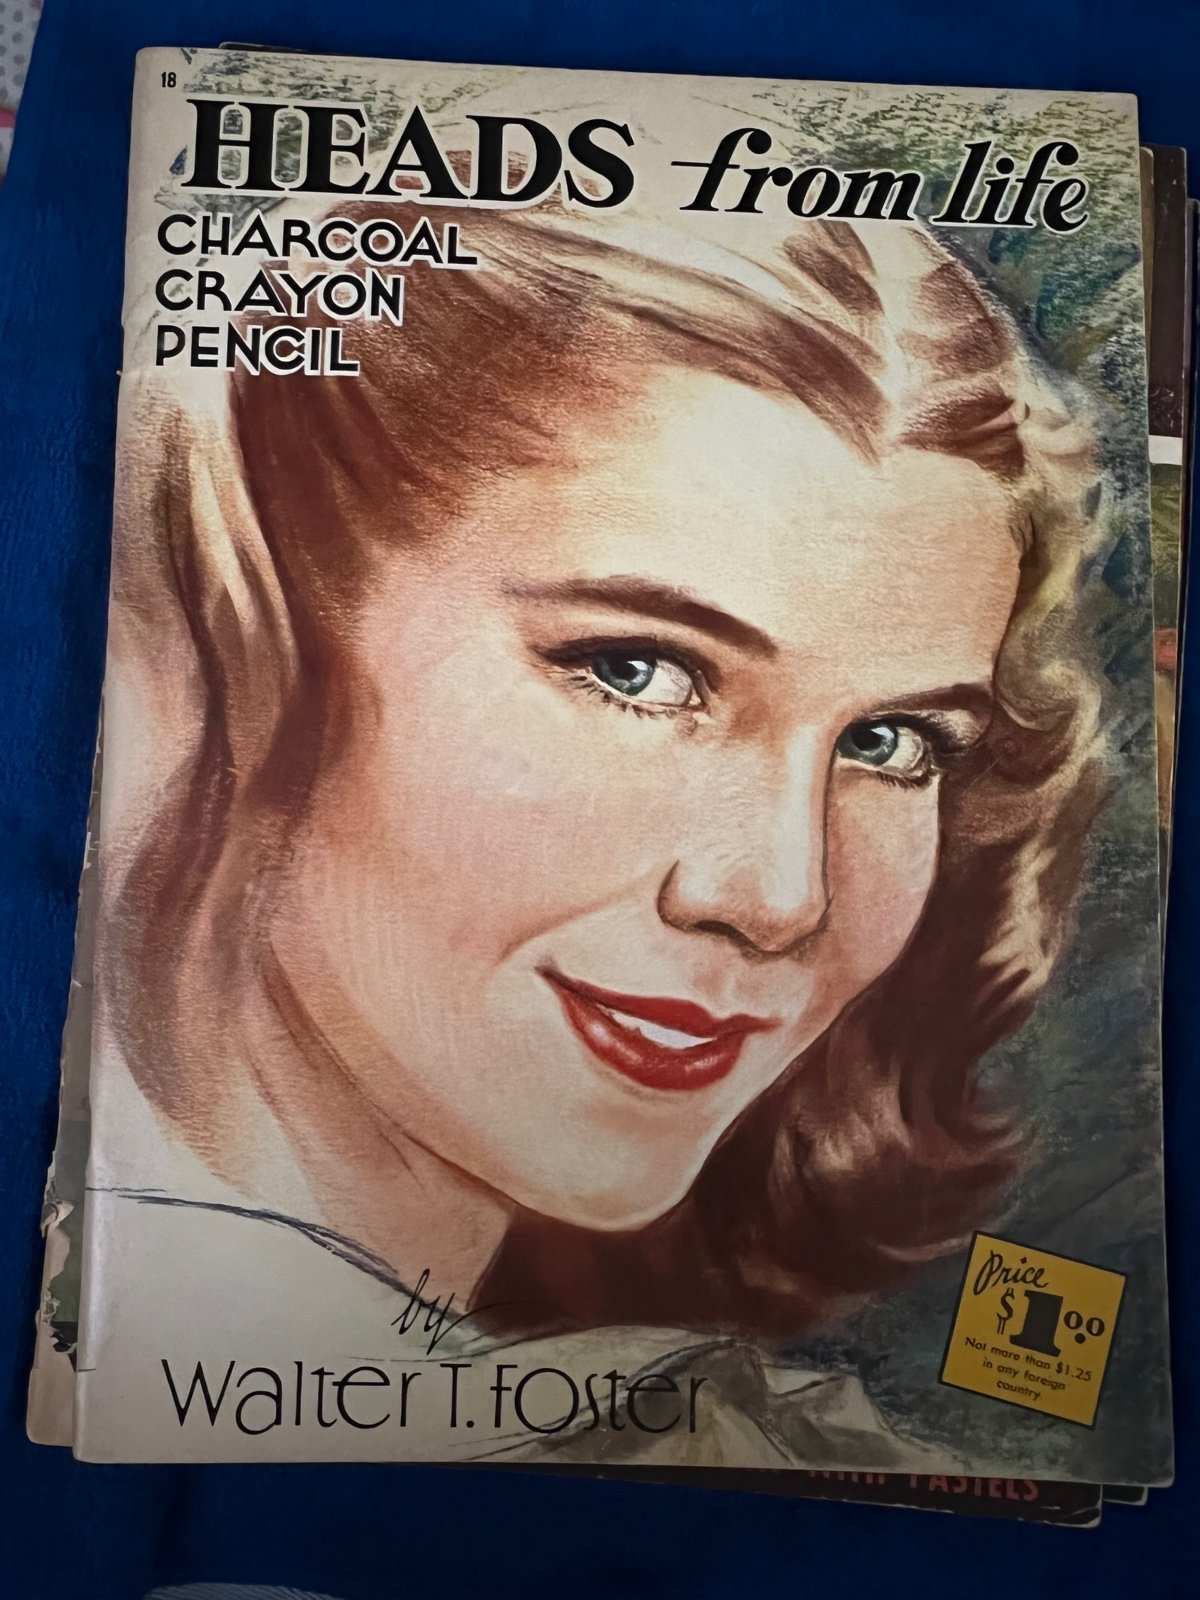 18
HEADS from life
CHARCOAL
CRAYON
PENCIL
by
Walter T. Foster
Price
$1.00
Not more than $1.25
in any foreign
country
WITH PASTELS